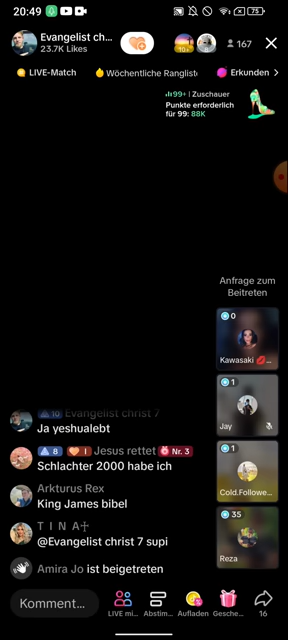 20:49
75
Evangelist ch...
23.7K Likes
167
LIVE-Match
Wöchentliche Ranglist
Erkunden
99+ | Zuschauer
Punkte erforderlich
für 99: 88K
Anfrage zum
Beitreten
0
Kawasaki 💋...
1
Jay
1
Cold.Followe...
35
Reza
10 Evangelist christ 7
Ja yeshualebt
8 I Jesus rettet Nr. 3
Schlachter 2000 habe ich
Arkturus Rex
King James bibel
T I N A✝
@Evangelist christ 7 supi
Amira Jo ist beigetreten
Komment...
LIVE mi...
Abstim...
Aufladen
Gesche...
16